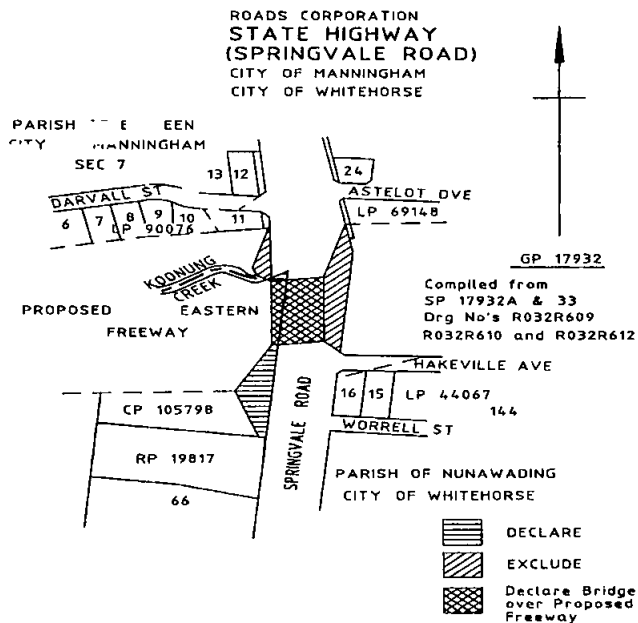 ROADS CORPORATION
STATE HIGHWAY
(SPRINGVALE ROAD)
CITY OF MANNINGHAM
CITY OF WHITEHORSE
PARISH
CITY MANNINGHAM
SEC 7
13 12
24
DARVALL ST
ASTELOT DVE
6 7 8 9 10 11
LP 69148
LP 90076
GP 17932
KOONUNG
CREEK
Compiled from
SP 17932A & 33
Drg No's R032R609
R032R610 and R032R612
PROPOSED EASTERN
FREEWAY
HAKEVILLE AVE
CP 105798
16 15 LP 44067
144
SPRINGVALE ROAD
WORRELL ST
RP 19817
66
PARISH OF NUNAWADING
CITY OF WHITEHORSE
DECLARE
EXCLUDE
Declare Bridge
over Proposed
Freeway